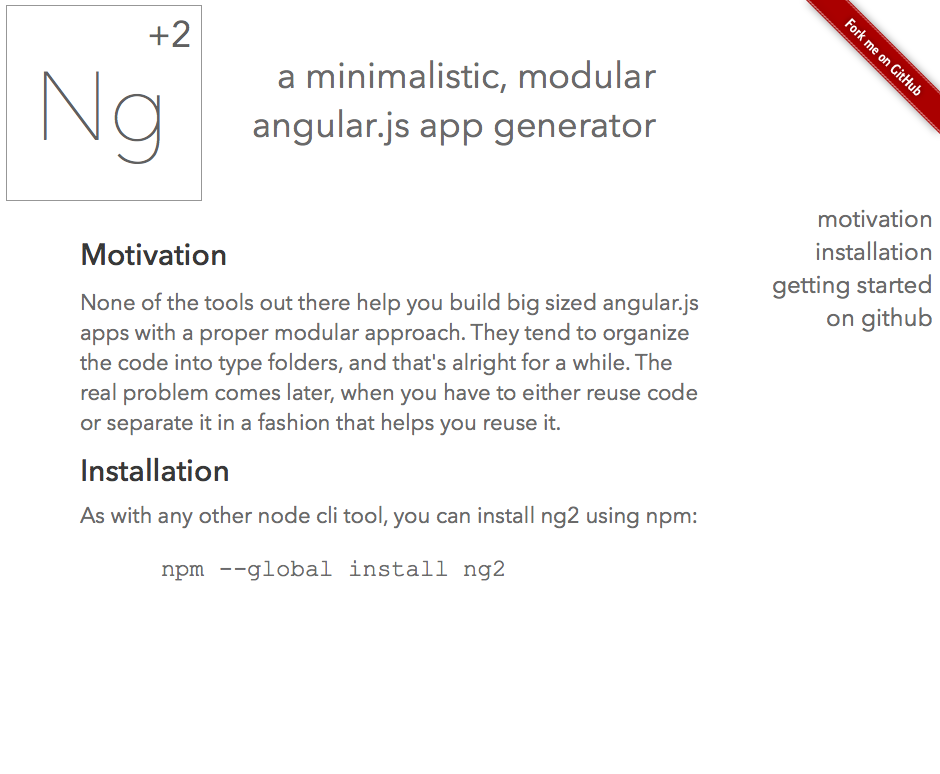 +2
Ng
a minimalistic, modular
angular.js app generator
Fork me on GitHub
motivation
installation
getting started
on github
Motivation
None of the tools out there help you build big sized angular.js
apps with a proper modular approach. They tend to organize
the code into type folders, and that's alright for a while. The
real problem comes later, when you have to either reuse code
or separate it in a fashion that helps you reuse it.
Installation
As with any other node cli tool, you can install ng2 using npm:
npm --global install ng2